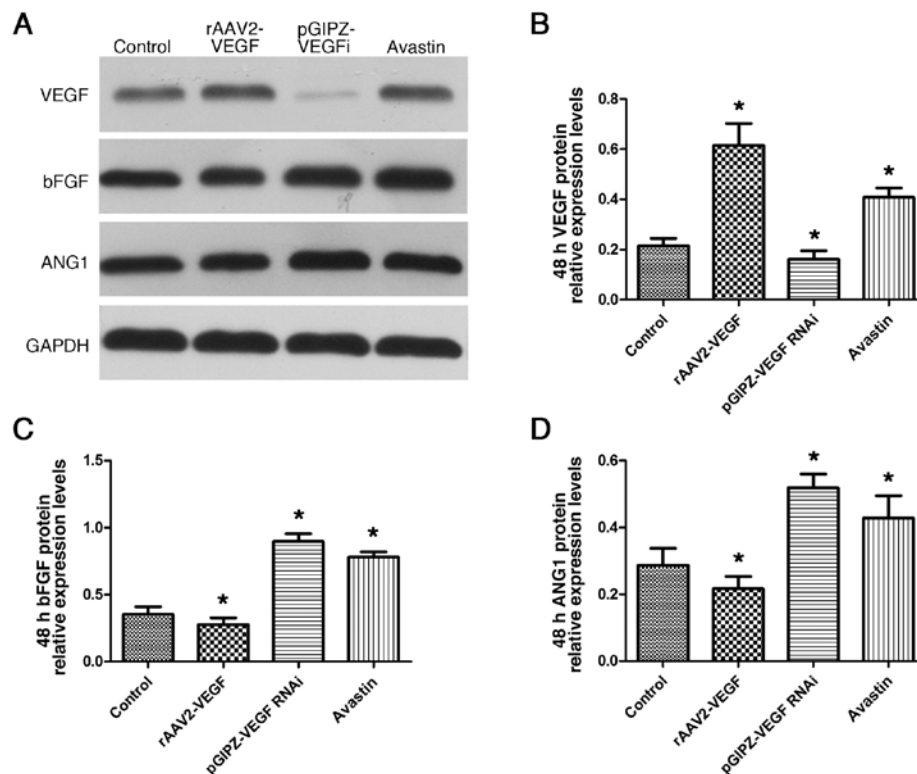 A
Control
rAAV2-
VEGF
pGIPZ-
VEGFi
Avastin
VEGF
bFGF
ANG1
GAPDH
B
48 h VEGF protein
relative expression levels
0.8
0.6
0.4
0.2
0.0
*
*
*
Control
rAAV2-VEGF
pGIPZ-VEGF RNAi
Avastin
C
48 h bFGF protein
relative expression levels
1.5
1.0
0.5
0.0
*
*
*
Control
rAAV2-VEGF
pGIPZ-VEGF RNAi
Avastin
D
48 h ANG1 protein
relative expression levels
0.6
0.4
0.2
0.0
*
*
*
Control
rAAV2-VEGF
pGIPZ-VEGF RNAi
Avastin